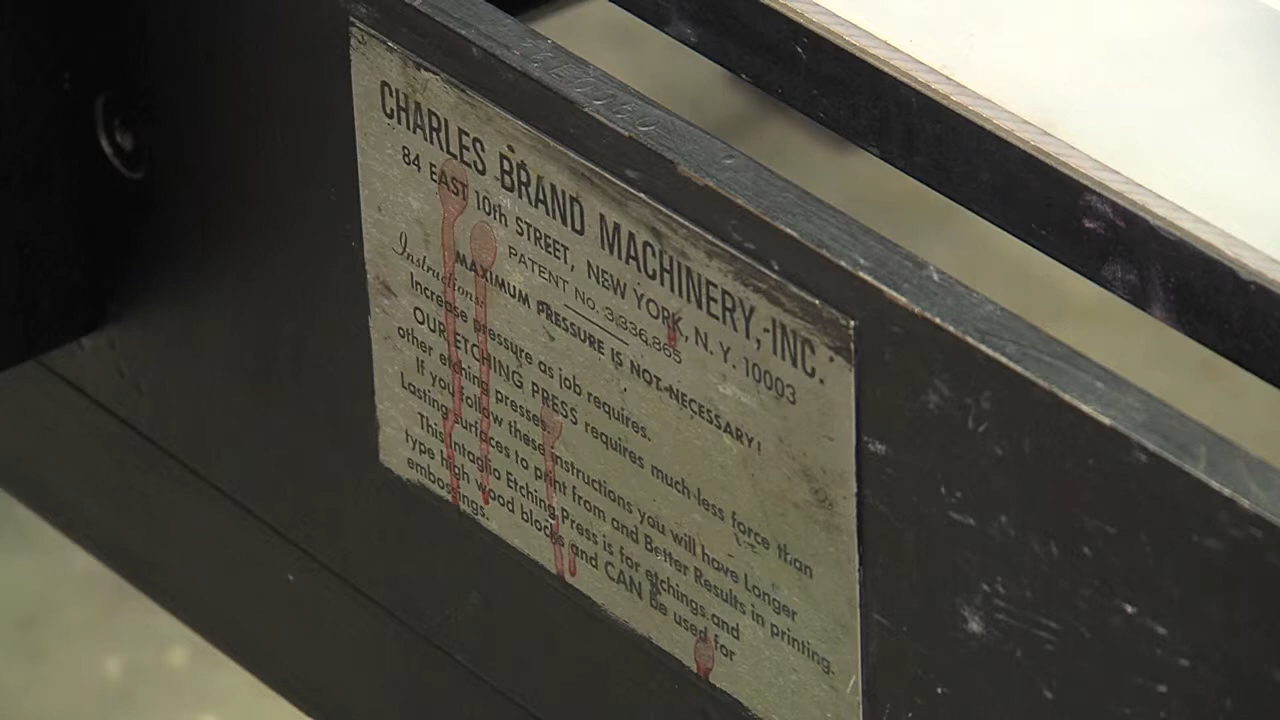 CHARLES BRAND MACHINERY, INC.
84 EAST 10th STREET, NEW YORK, N. Y. 10003
PATENT No. 3,336,865
Instructions:
MAXIMUM PRESSURE IS NOT NECESSARY!
Increase pressure as job requires.
OUR ETCHING PRESS requires much less force than
other etching presses.
If you follow these instructions you will have Longer
Lasting surfaces to print from and Better Results in printing.
This Intaglio Etching Press is for etchings and
type high wood blocks and CAN Be used for
embossings.